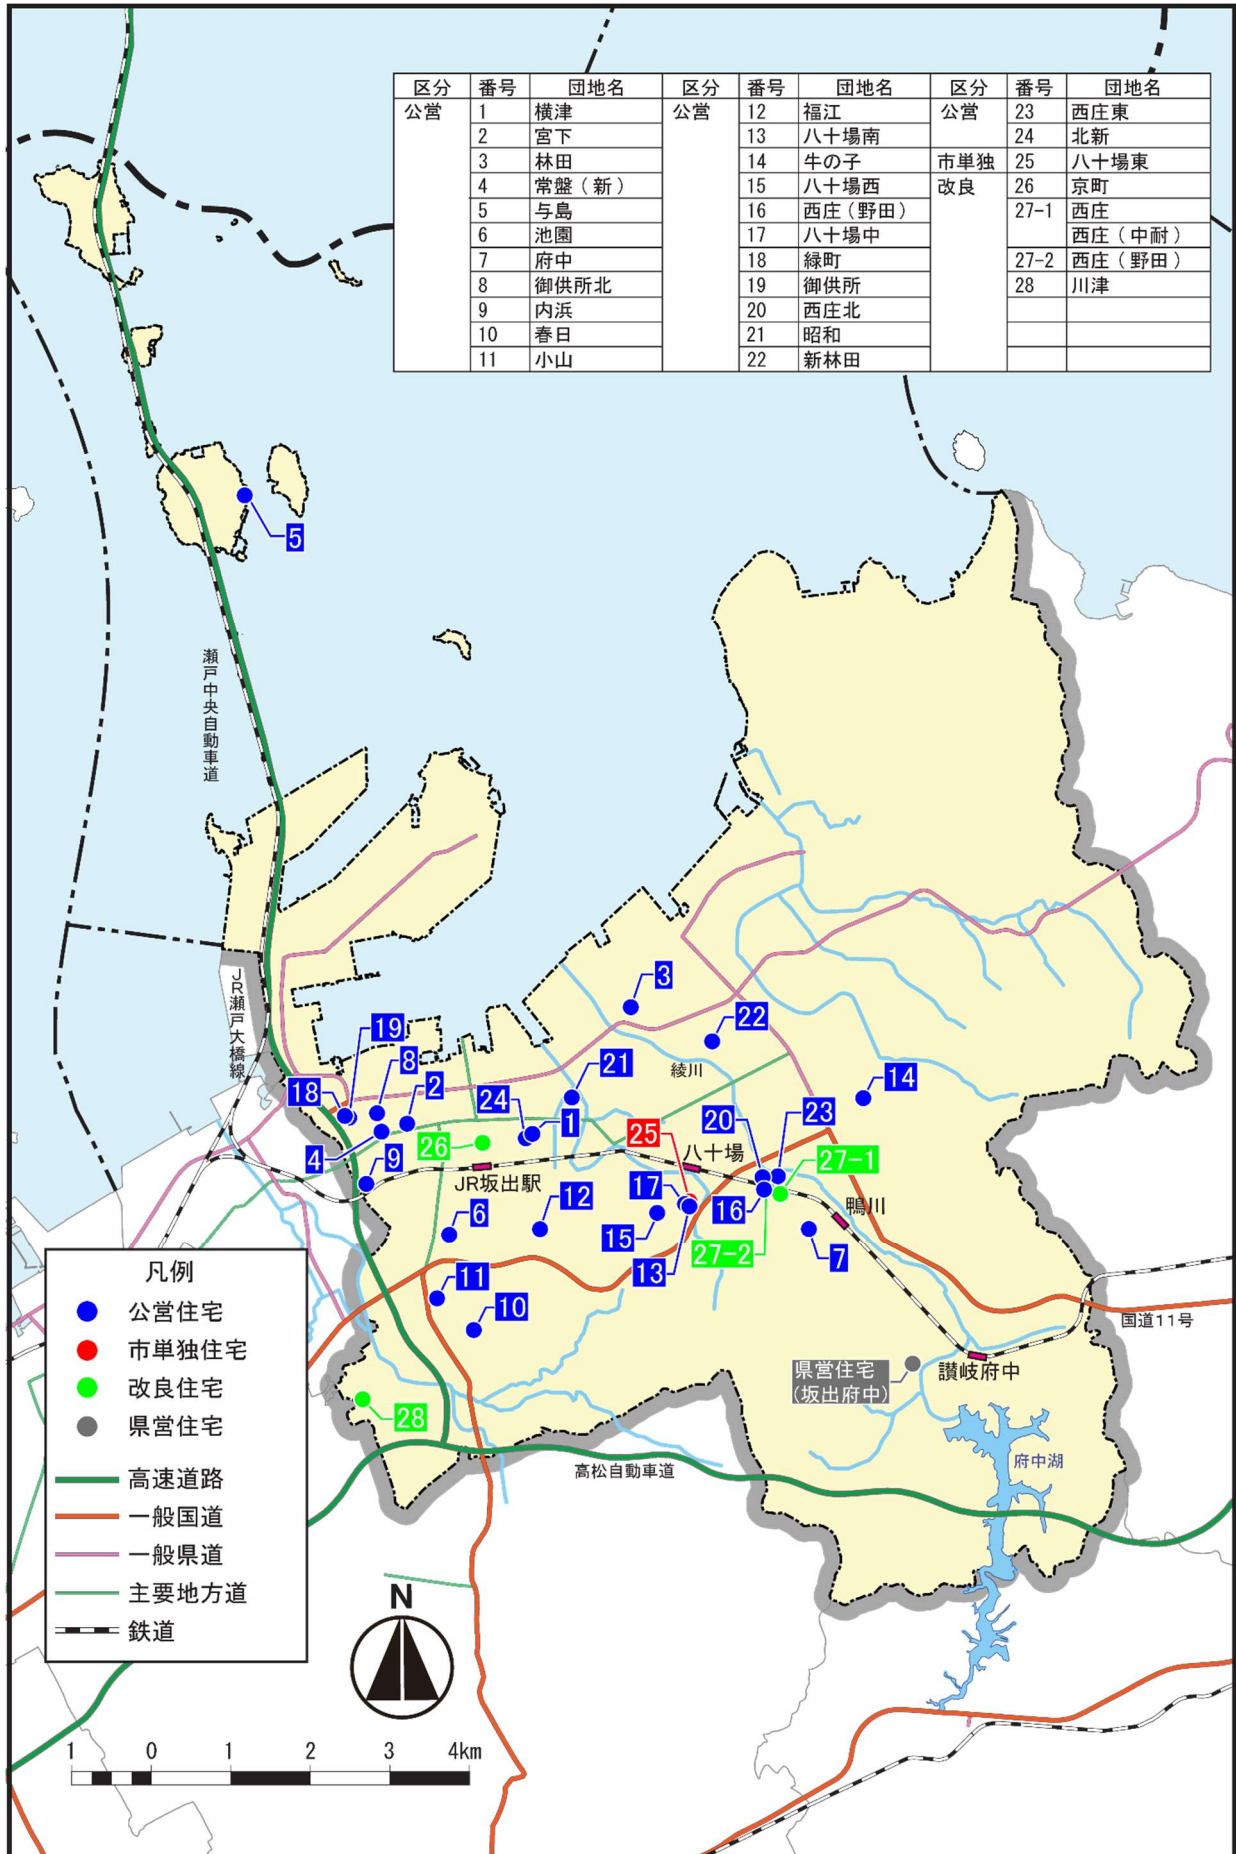 区分 番号 団地名 区分 番号 団地名 区分 番号 団地名
公営 1 横津 公営 12 福江 公営 23 西庄東
2 宮下 13 八十場南 24 北新
3 林田 14 牛の子 市単独 25 八十場東
4 常盤（新） 15 八十場西 改良 26 京町
5 与島 16 西庄（野田） 27-1 西庄
6 池園 17 八十場中 西庄（中耐）
7 府中 18 緑町 27-2 西庄（野田）
8 御供所北 19 御供所 28 川津
9 内浜 20 西庄北
10 春日 21 昭和
11 小山 22 新林田
5
瀬戸中央自動車道
JR瀬戸大橋線
3
22
19
8
21
綾川
14
18
2
24
1
20
23
25
八十場
4
9
26
27-1
JR坂出駅
17
16
鴨川
6
12
15
7
27-2
13
11
10
国道11号
県営住宅
(坂出府中)
讃岐府中
28
高松自動車道
府中湖
凡例
公営住宅
市単独住宅
改良住宅
県営住宅
高速道路
一般国道
一般県道
主要地方道
鉄道
N
1 0 1 2 3 4km